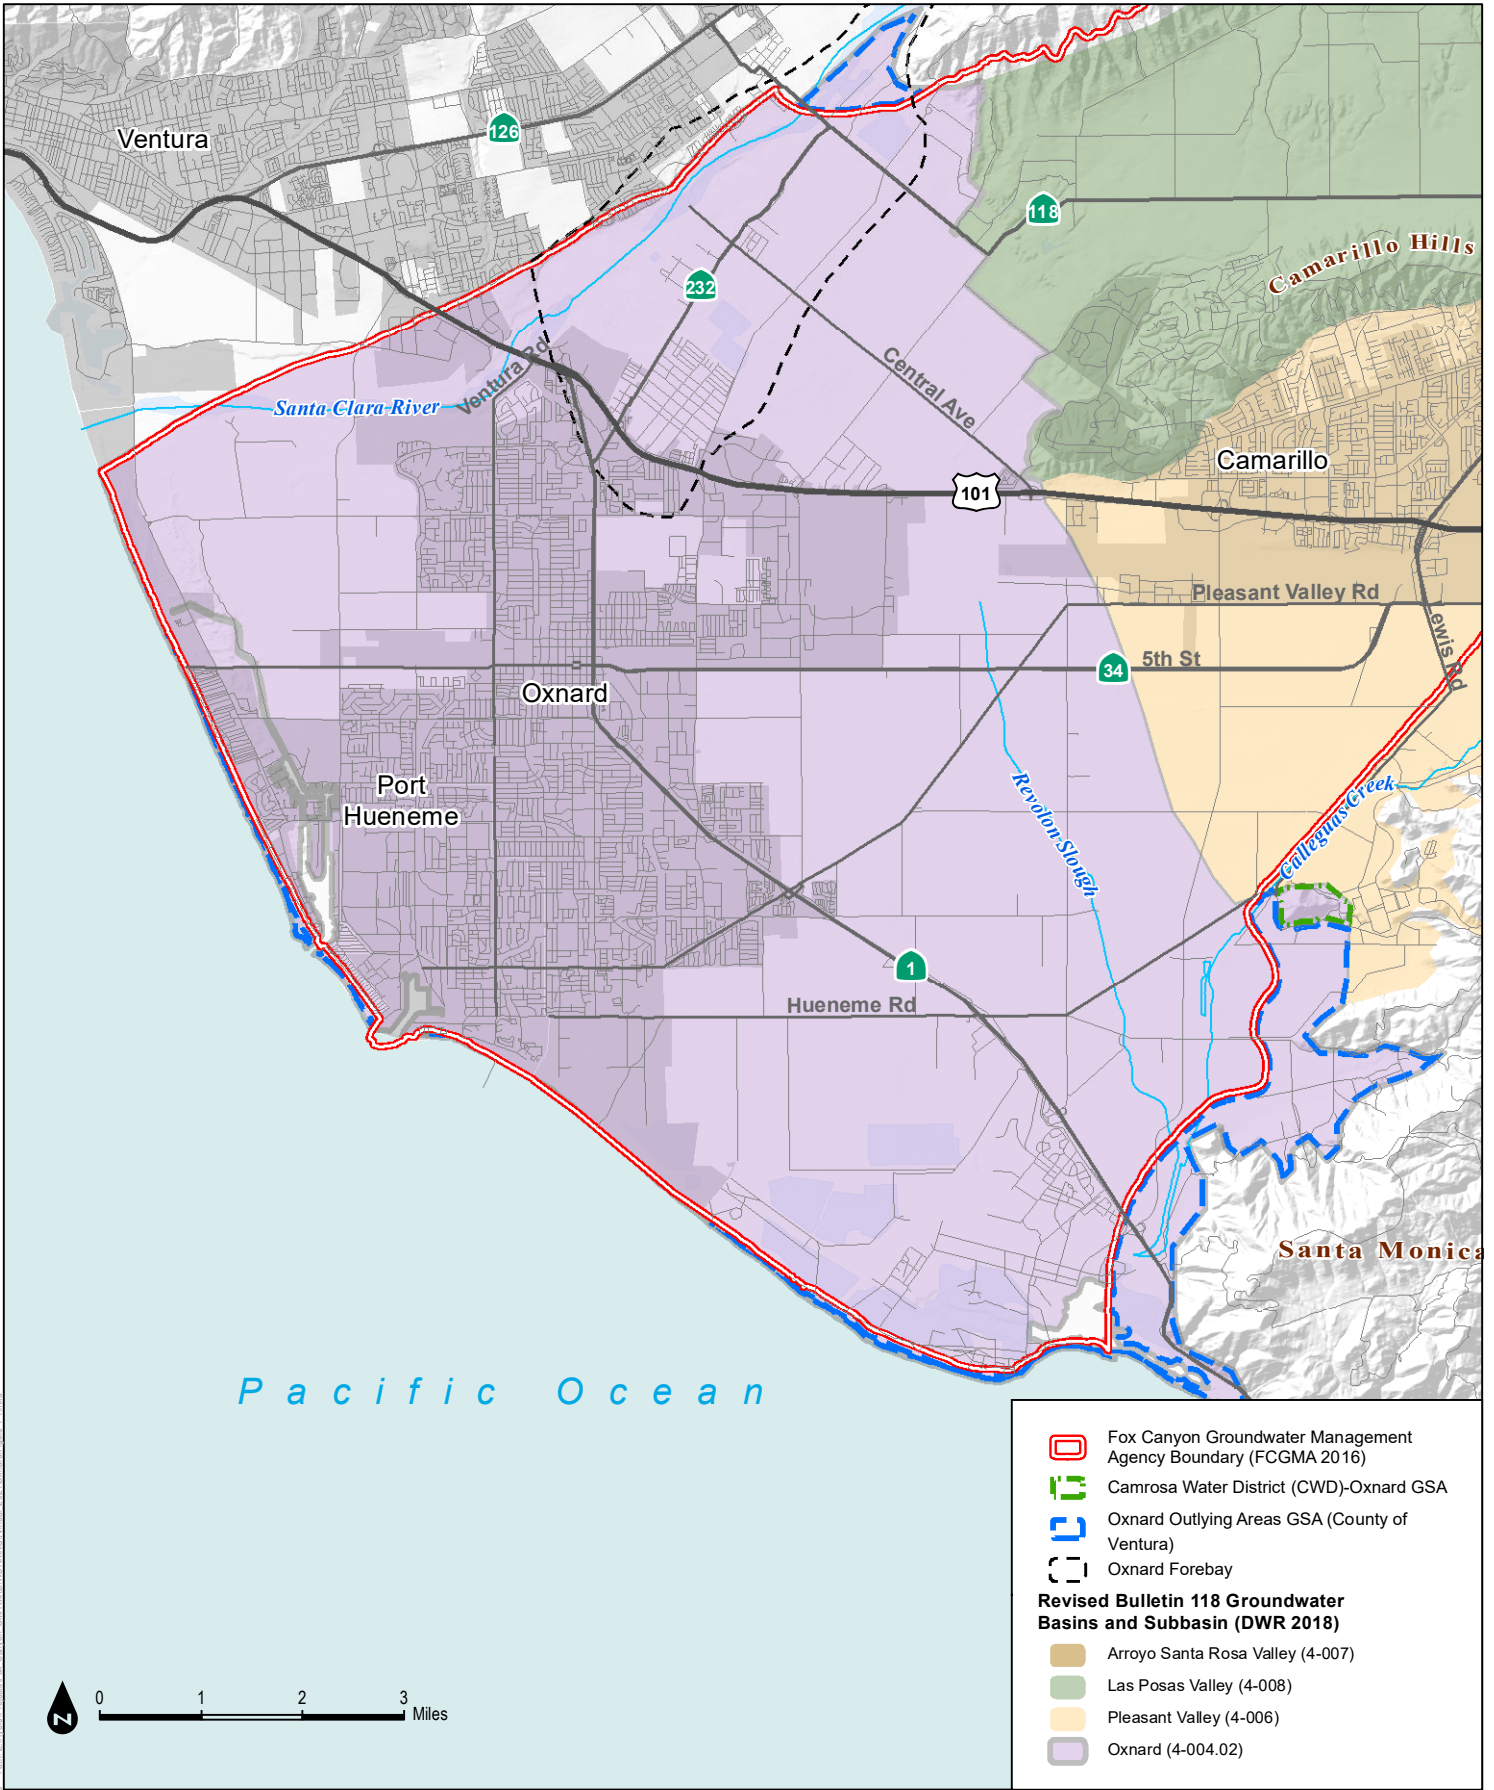 Ventura
126
118
Camarillo Hills
232
Ventura Rd
Central Ave
Santa Clara River
Camarillo
101
Pleasant Valley Rd
Lewis Rd
34
5th St
Oxnard
Port
Hueneme
Revolon Slough
Calleguas Creek
1
Hueneme Rd
Santa Monica
Pacific Ocean
Fox Canyon Groundwater Management
Agency Boundary (FCGMA 2016)
Camrosa Water District (CWD)-Oxnard GSA
Oxnard Outlying Areas GSA (County of
Ventura)
Oxnard Forebay
Revised Bulletin 118 Groundwater
Basins and Subbasin (DWR 2018)
Arroyo Santa Rosa Valley (4-007)
Las Posas Valley (4-008)
Pleasant Valley (4-006)
Oxnard (4-004.02)
Z
0 1 2 3
Miles